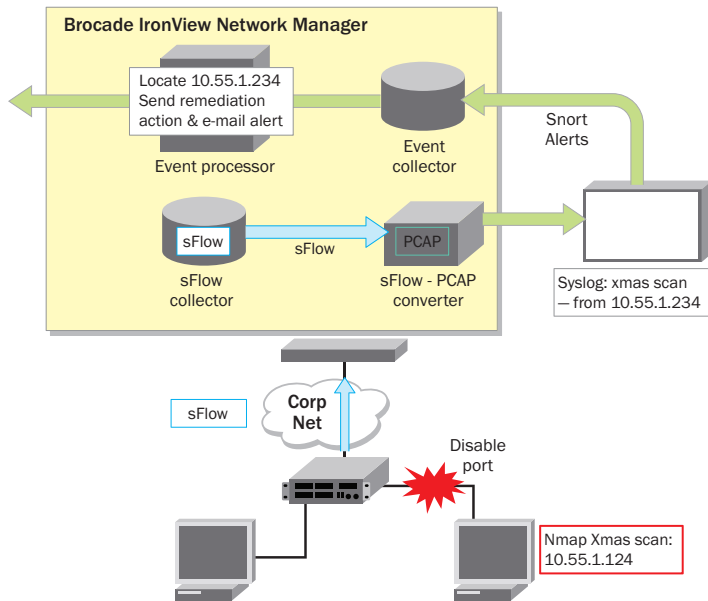 Brocade IronView Network Manager
Locate 10.55.1.234
Send remediation
action & e-mail alert
Event processor
Event
collector
Snort
Alerts
sFlow
sFlow
sFlow
collector
PCAP
sFlow - PCAP
converter
Syslog: xmas scan
— from 10.55.1.234
sFlow
Corp
Net
Disable
port
Nmap Xmas scan:
10.55.1.124